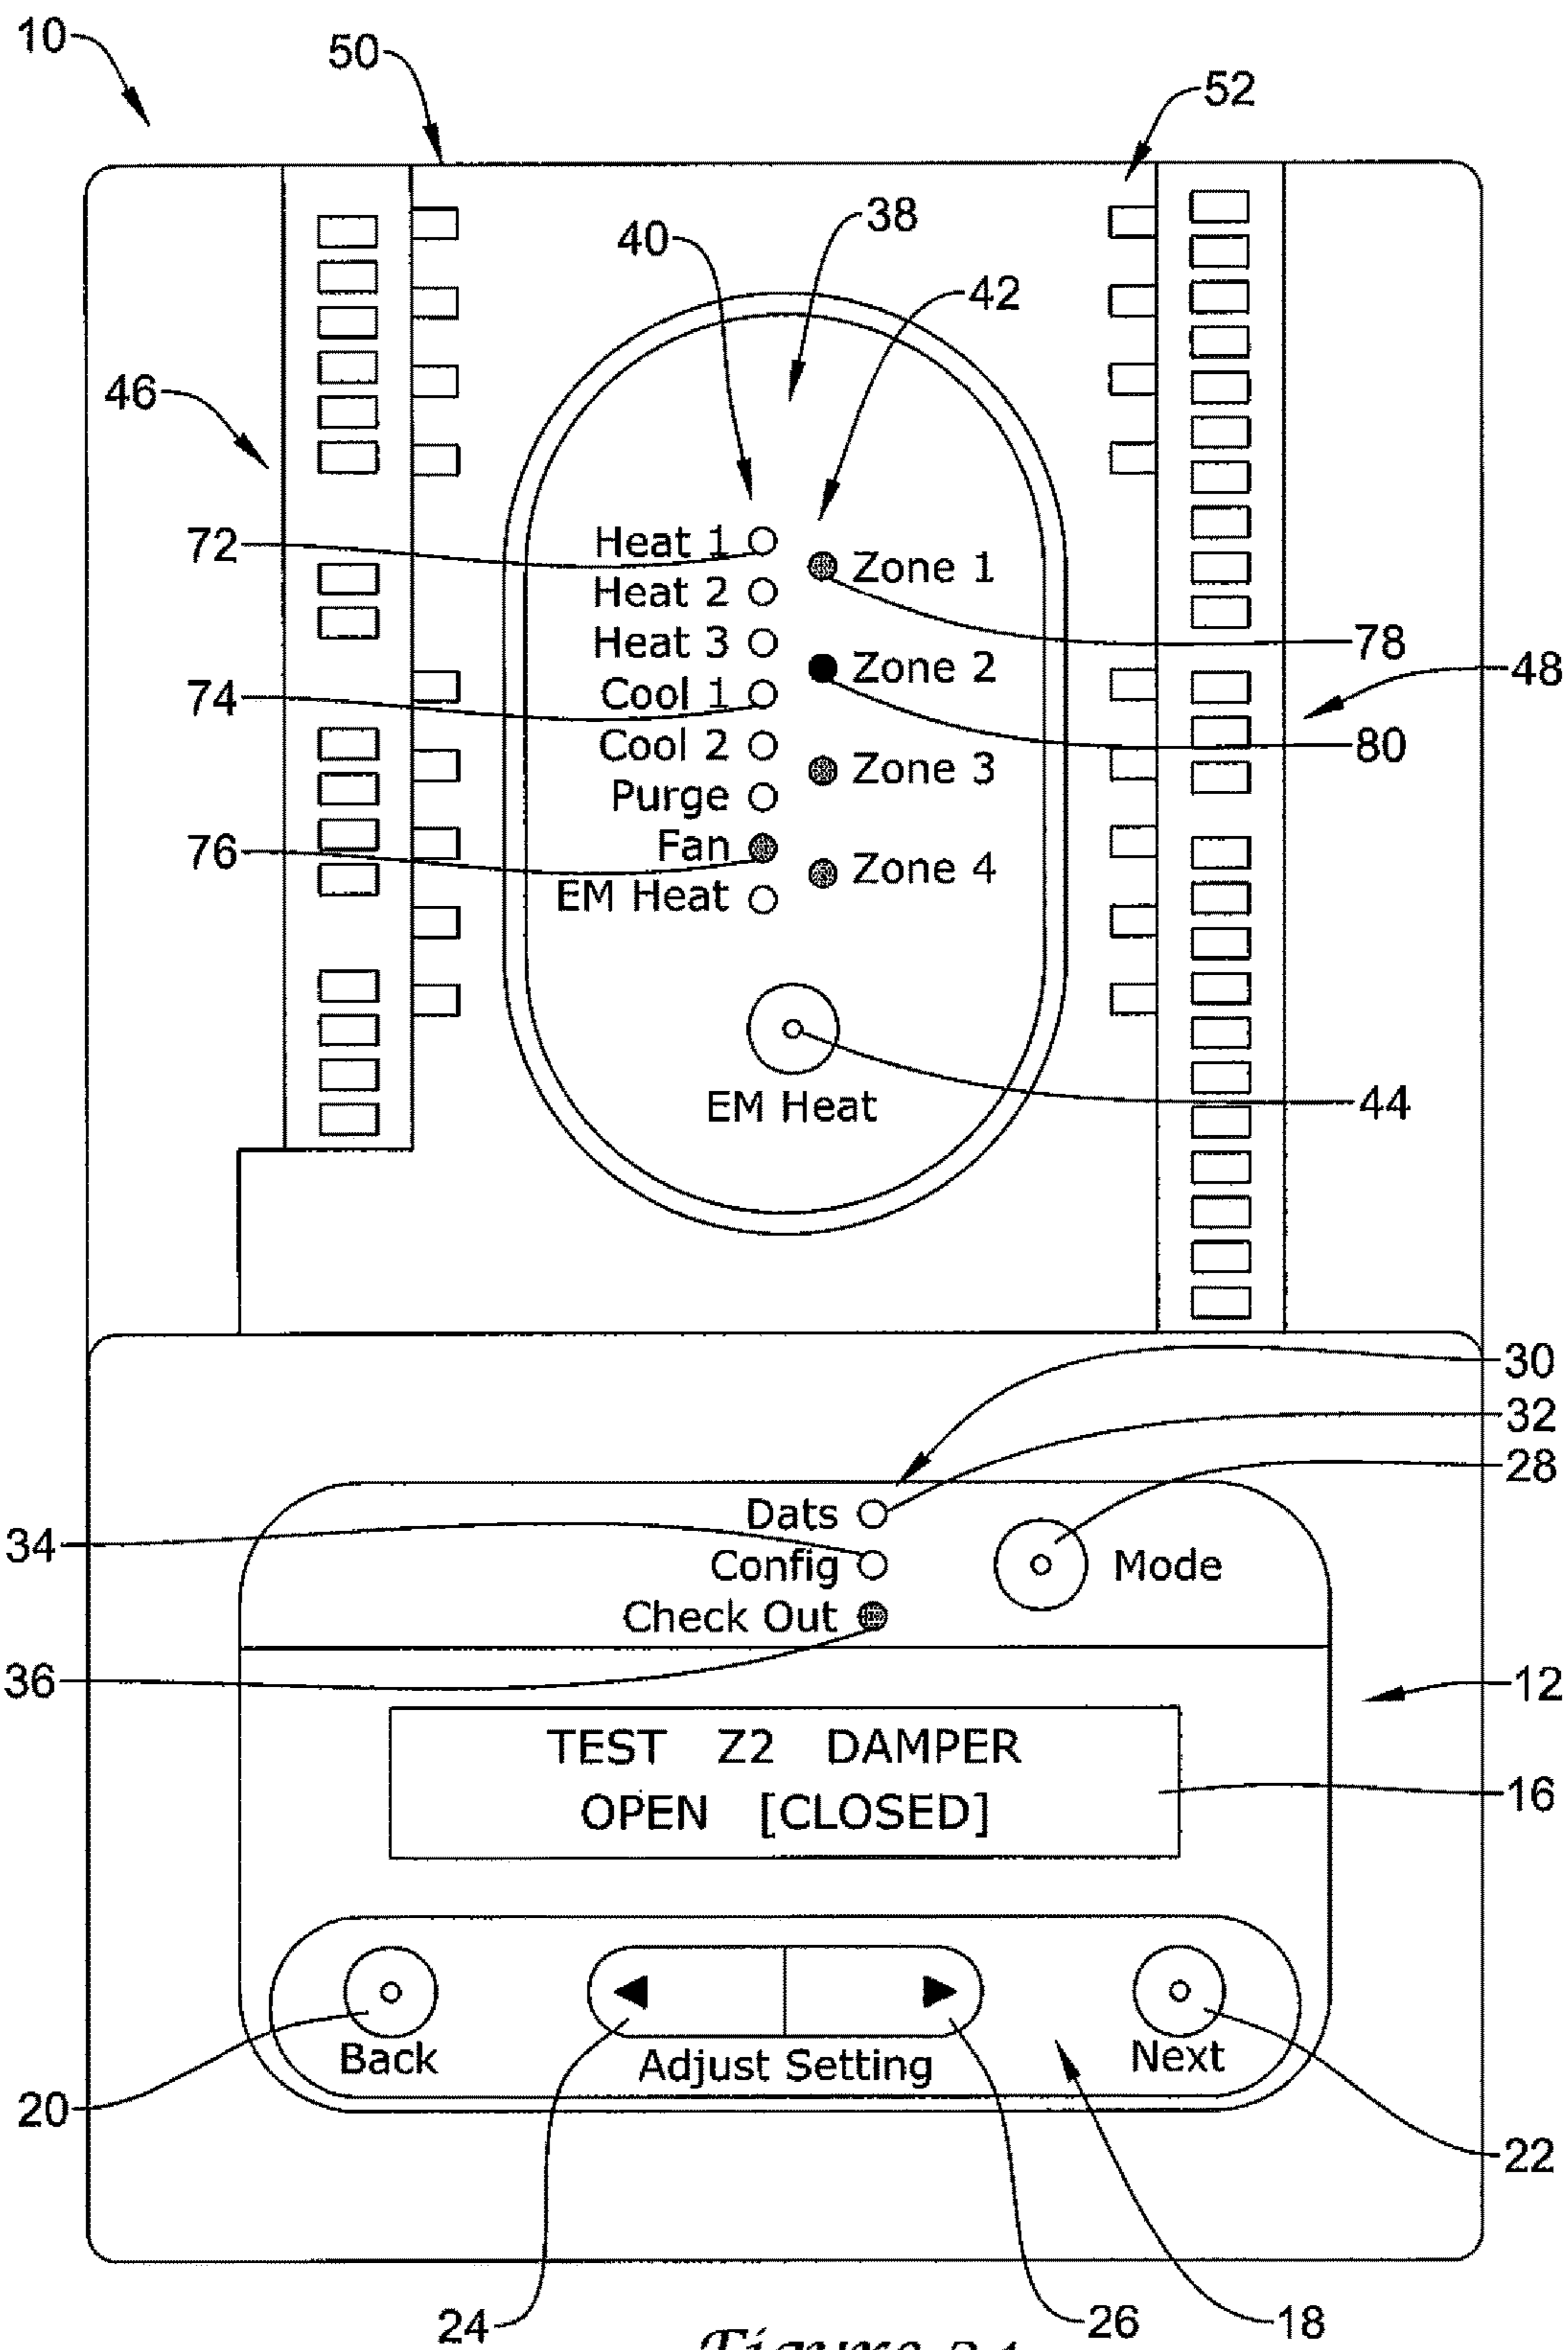 10
50
52
38
40
42
46
72
Heat 1
Zone 1
Heat 2
78
Heat 3
Zone 2
48
74
Cool 1
80
Cool 2
Zone 3
Purge
76
Fan
Zone 4
EM Heat
44
EM Heat
30
32
28
Dats
34
Config
Mode
Check Out
36
12
TEST Z2 DAMPER
16
OPEN [CLOSED]
Back
Adjust Setting
Next
20
22
24
26
18
Figure